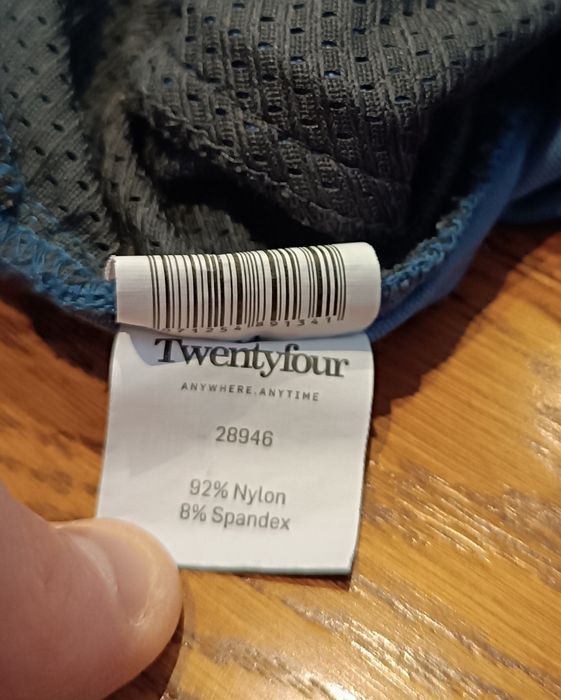 Twentyfour
ANYWHERE.ANYTIME
28946
92% Nylon
8% Spandex